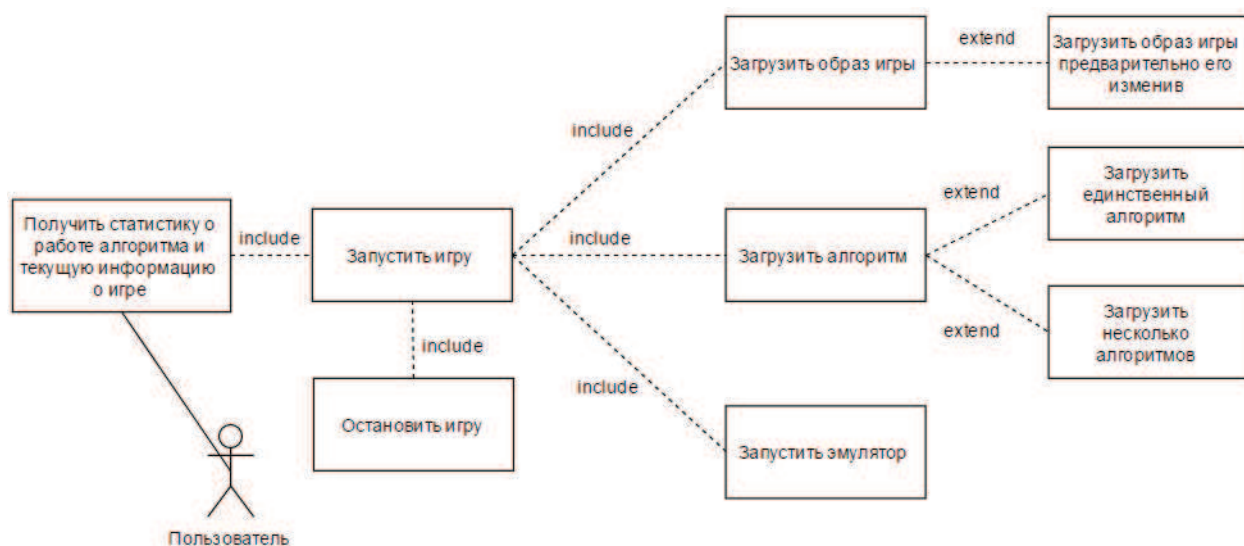 Получить статистику о
работе алгоритма и
текущую информацию
о игре
include
Запустить игру
include
Остановить игру
Пользователь
include
include
include
Загрузить образ игры
Загрузить алгоритм
Запустить эмулятор
extend
extend
extend
Загрузить образ игры
предварительно его
изменив
Загрузить
единственный
алгоритм
Загрузить
несколько
алгоритмов